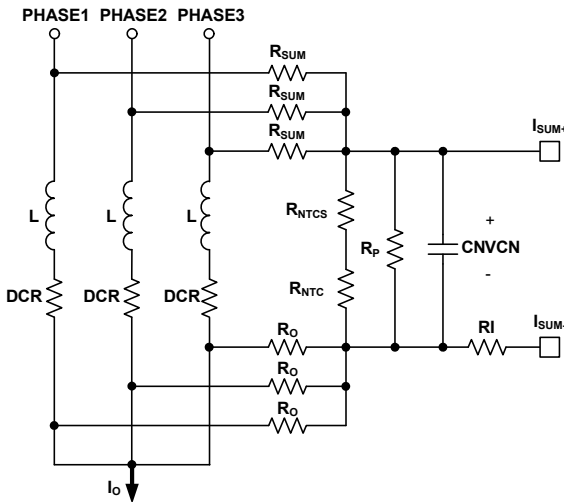 PHASE1 PHASE2 PHASE3
RSUM
RSUM
RSUM
ISUM+
L
L
L
RNTCS
RP
CNVCN
+
-
RNTC
DCR
DCR
DCR
RO
RI
ISUM-
RO
RO
IO